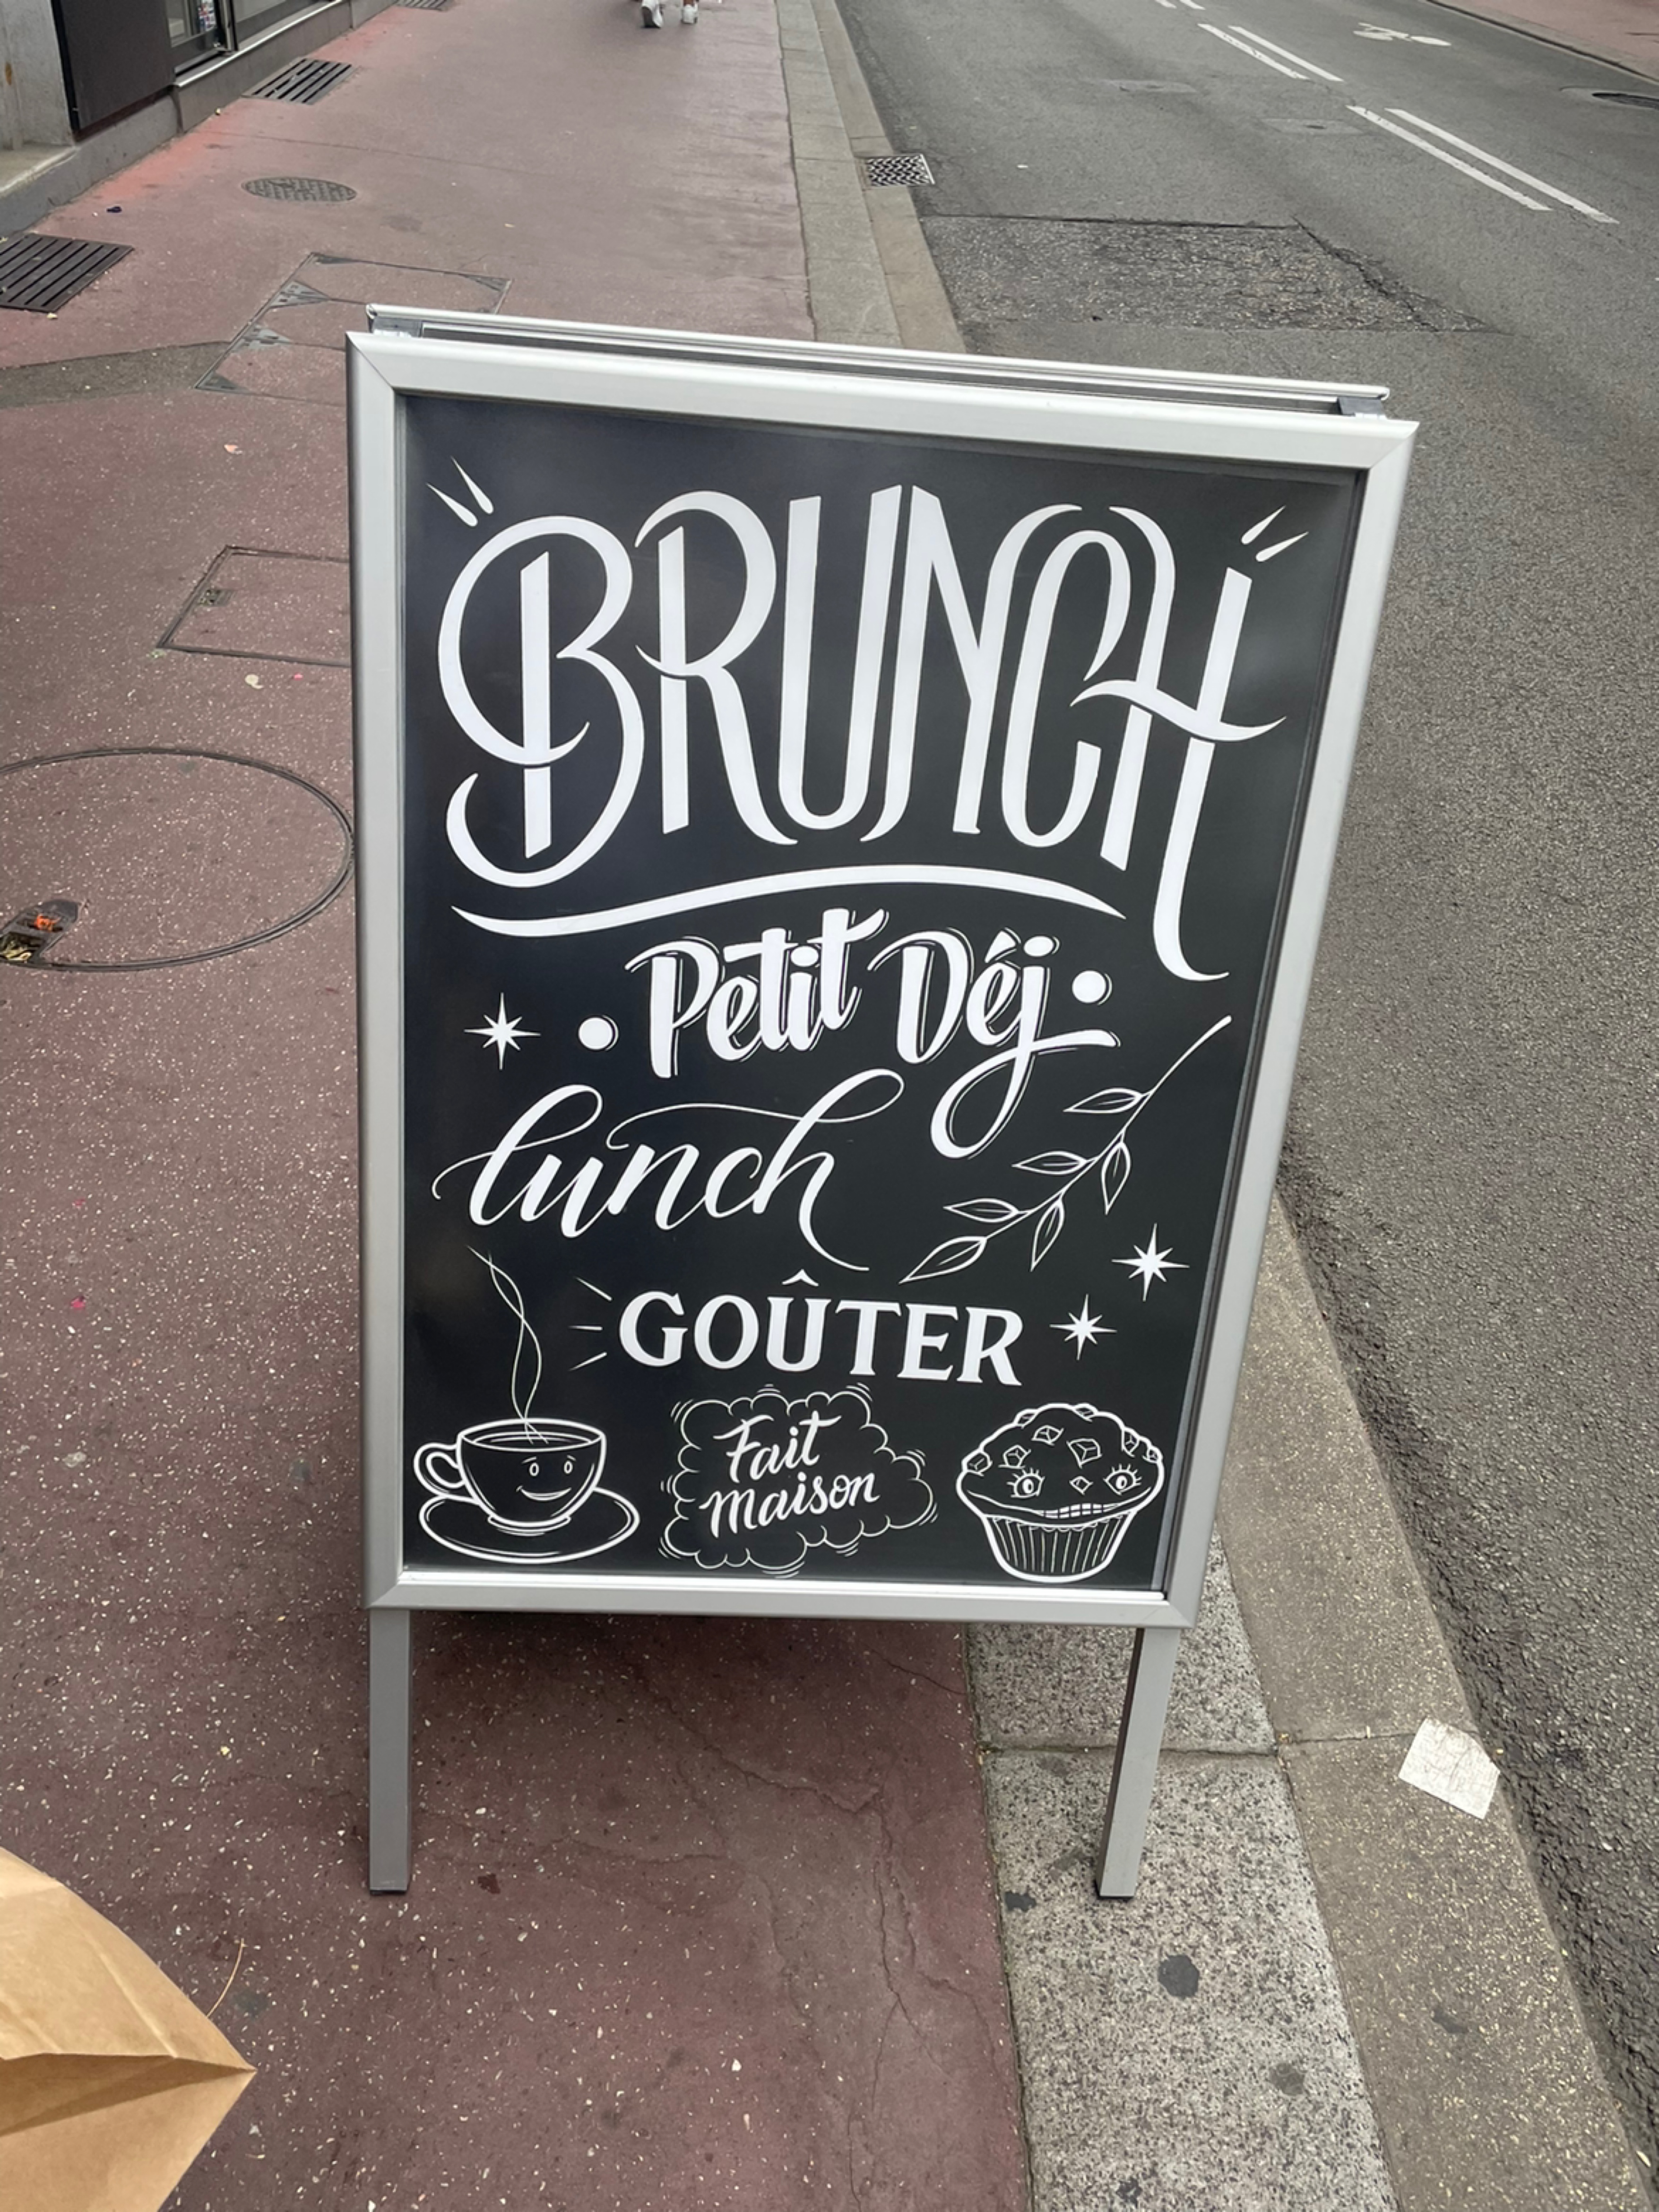 BRUNCH
Petit Déj
lunch
GOÛTER
Fait
maison